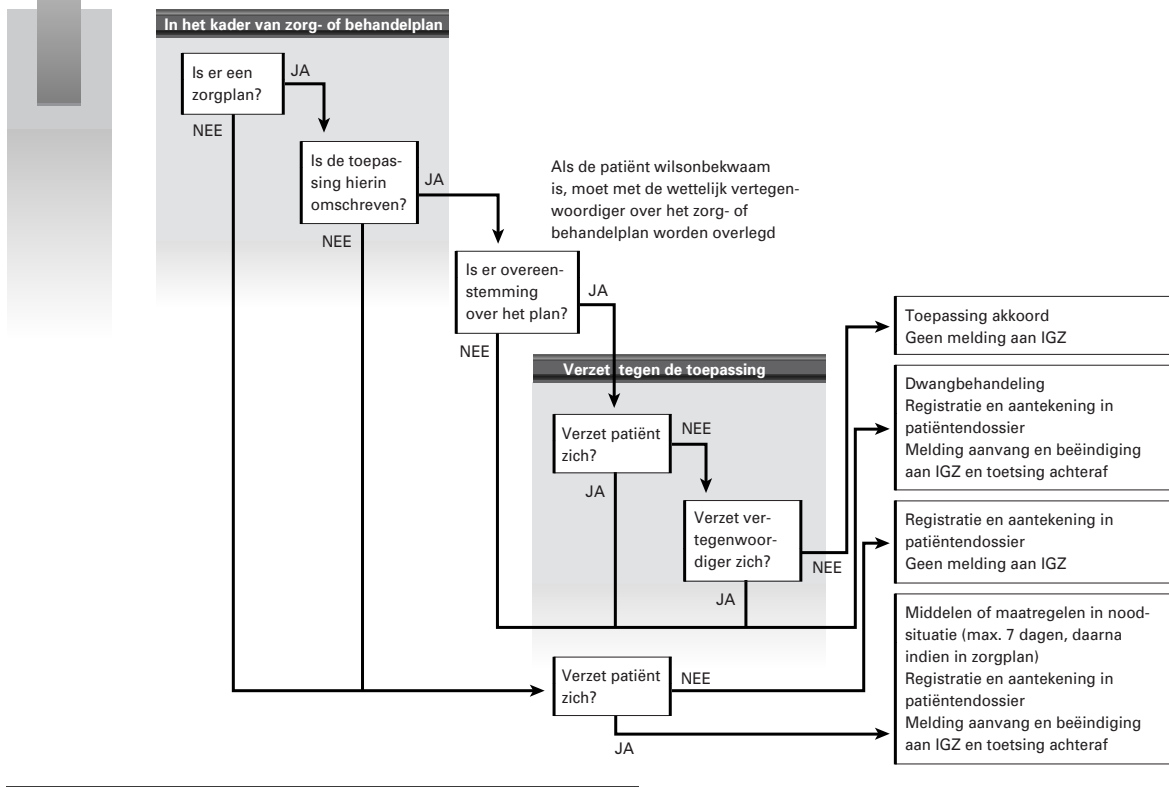 In het kader van zorg- of behandelplan
Is er een
zorgplan?
JA
NEE
Is de toepas-
sing hierin
omschreven?
JA
NEE
Als de patiënt wilsonbekwaam
is, moet met de wettelijk vertegen-
woordiger over het zorg- of
behandelplan worden overlegd
Is er overeen-
stemming
over het plan?
JA
NEE
Verzet tegen de toepassing
Verzet patiënt
zich?
NEE
JA
Verzet ver-
tegenwoor-
diger zich?
NEE
JA
Verzet patiënt
zich?
NEE
JA
Toepassing akkoord
Geen melding aan IGZ
Dwangbehandeling
Registratie en aantekening in
patiëntendossier
Melding aanvang en beëindiging
aan IGZ en toetsing achteraf
Registratie en aantekening in
patiëntendossier
Geen melding aan IGZ
Middelen of maatregelen in nood-
situatie (max. 7 dagen, daarna
indien in zorgplan)
Registratie en aantekening in
patiëntendossier
Melding aanvang en beëindiging
aan IGZ en toetsing achteraf